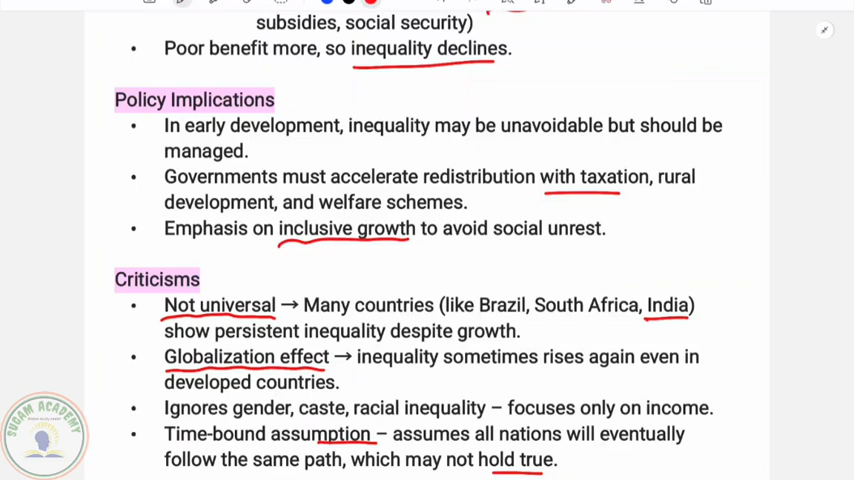 subsidies, social security)
• Poor benefit more, so inequality declines.
Policy Implications
• In early development, inequality may be unavoidable but should be
managed.
• Governments must accelerate redistribution with taxation, rural
development, and welfare schemes.
• Emphasis on inclusive growth to avoid social unrest.
Criticisms
• Not universal → Many countries (like Brazil, South Africa, India)
show persistent inequality despite growth.
• Globalization effect → inequality sometimes rises again even in
developed countries.
• Ignores gender, caste, racial inequality – focuses only on income.
• Time-bound assumption – assumes all nations will eventually
follow the same path, which may not hold true.
SUGAM ACADEMY